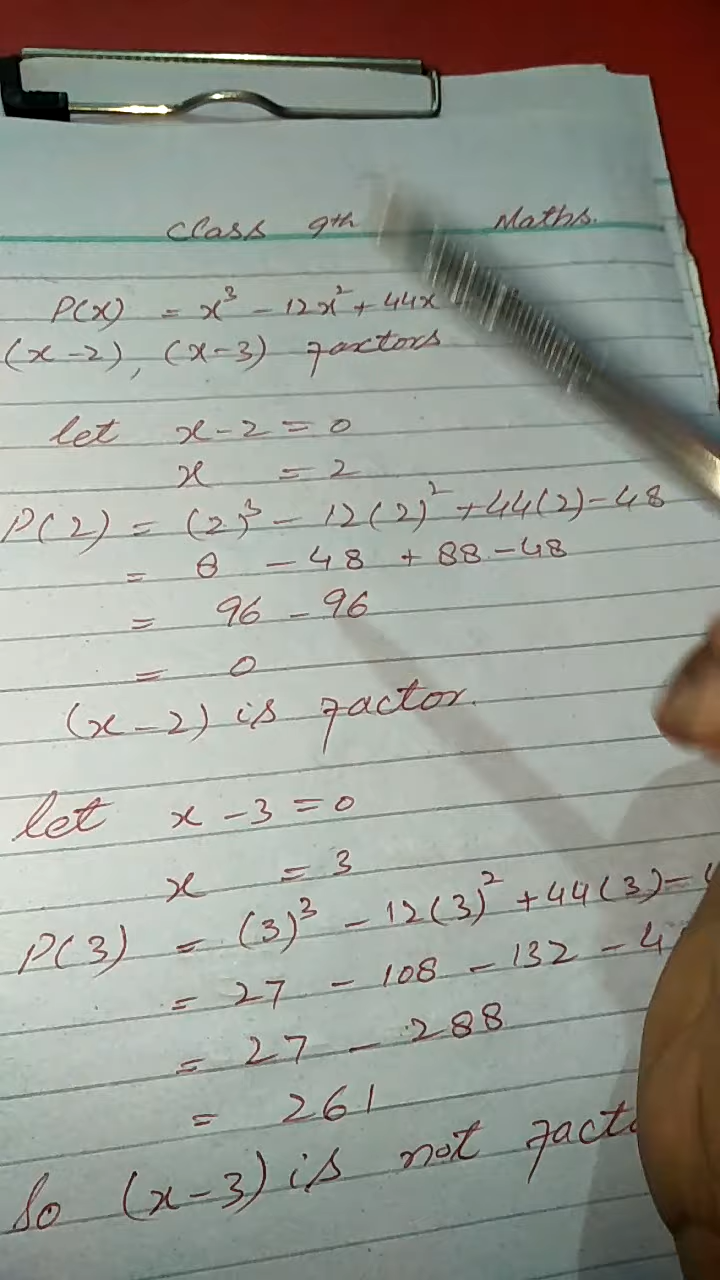 Class 9th Maths.
P(x) = x³ - 12x² + 44x
(x-2), (x-3) factors
let x-2 = 0
x = 2
P(2) = (2)³ - 12(2)² + 44(2) - 48
= 8 - 48 + 88 - 48
= 96 - 96
= 0
(x-2) is factor.
let x-3 = 0
x = 3
P(3) = (3)³ - 12(3)² + 44(3) -
= 27 - 108 - 132 - 4
= 27 - 288
= 261
So (x-3) is not facto